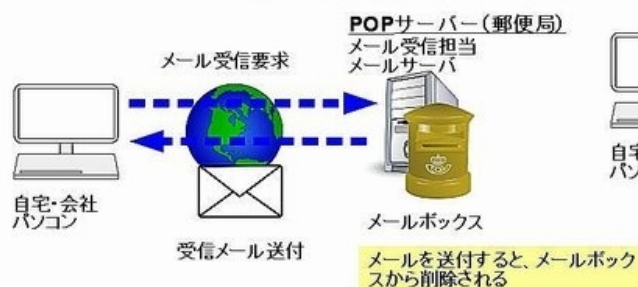 POPサーバー(郵便局)
メール受信担当
メールサーバ
メール受信要求
自宅・会社
パソコン
受信メール送付
メールボックス
メールを送付すると、メールボック
スから削除される
自宅
パソ